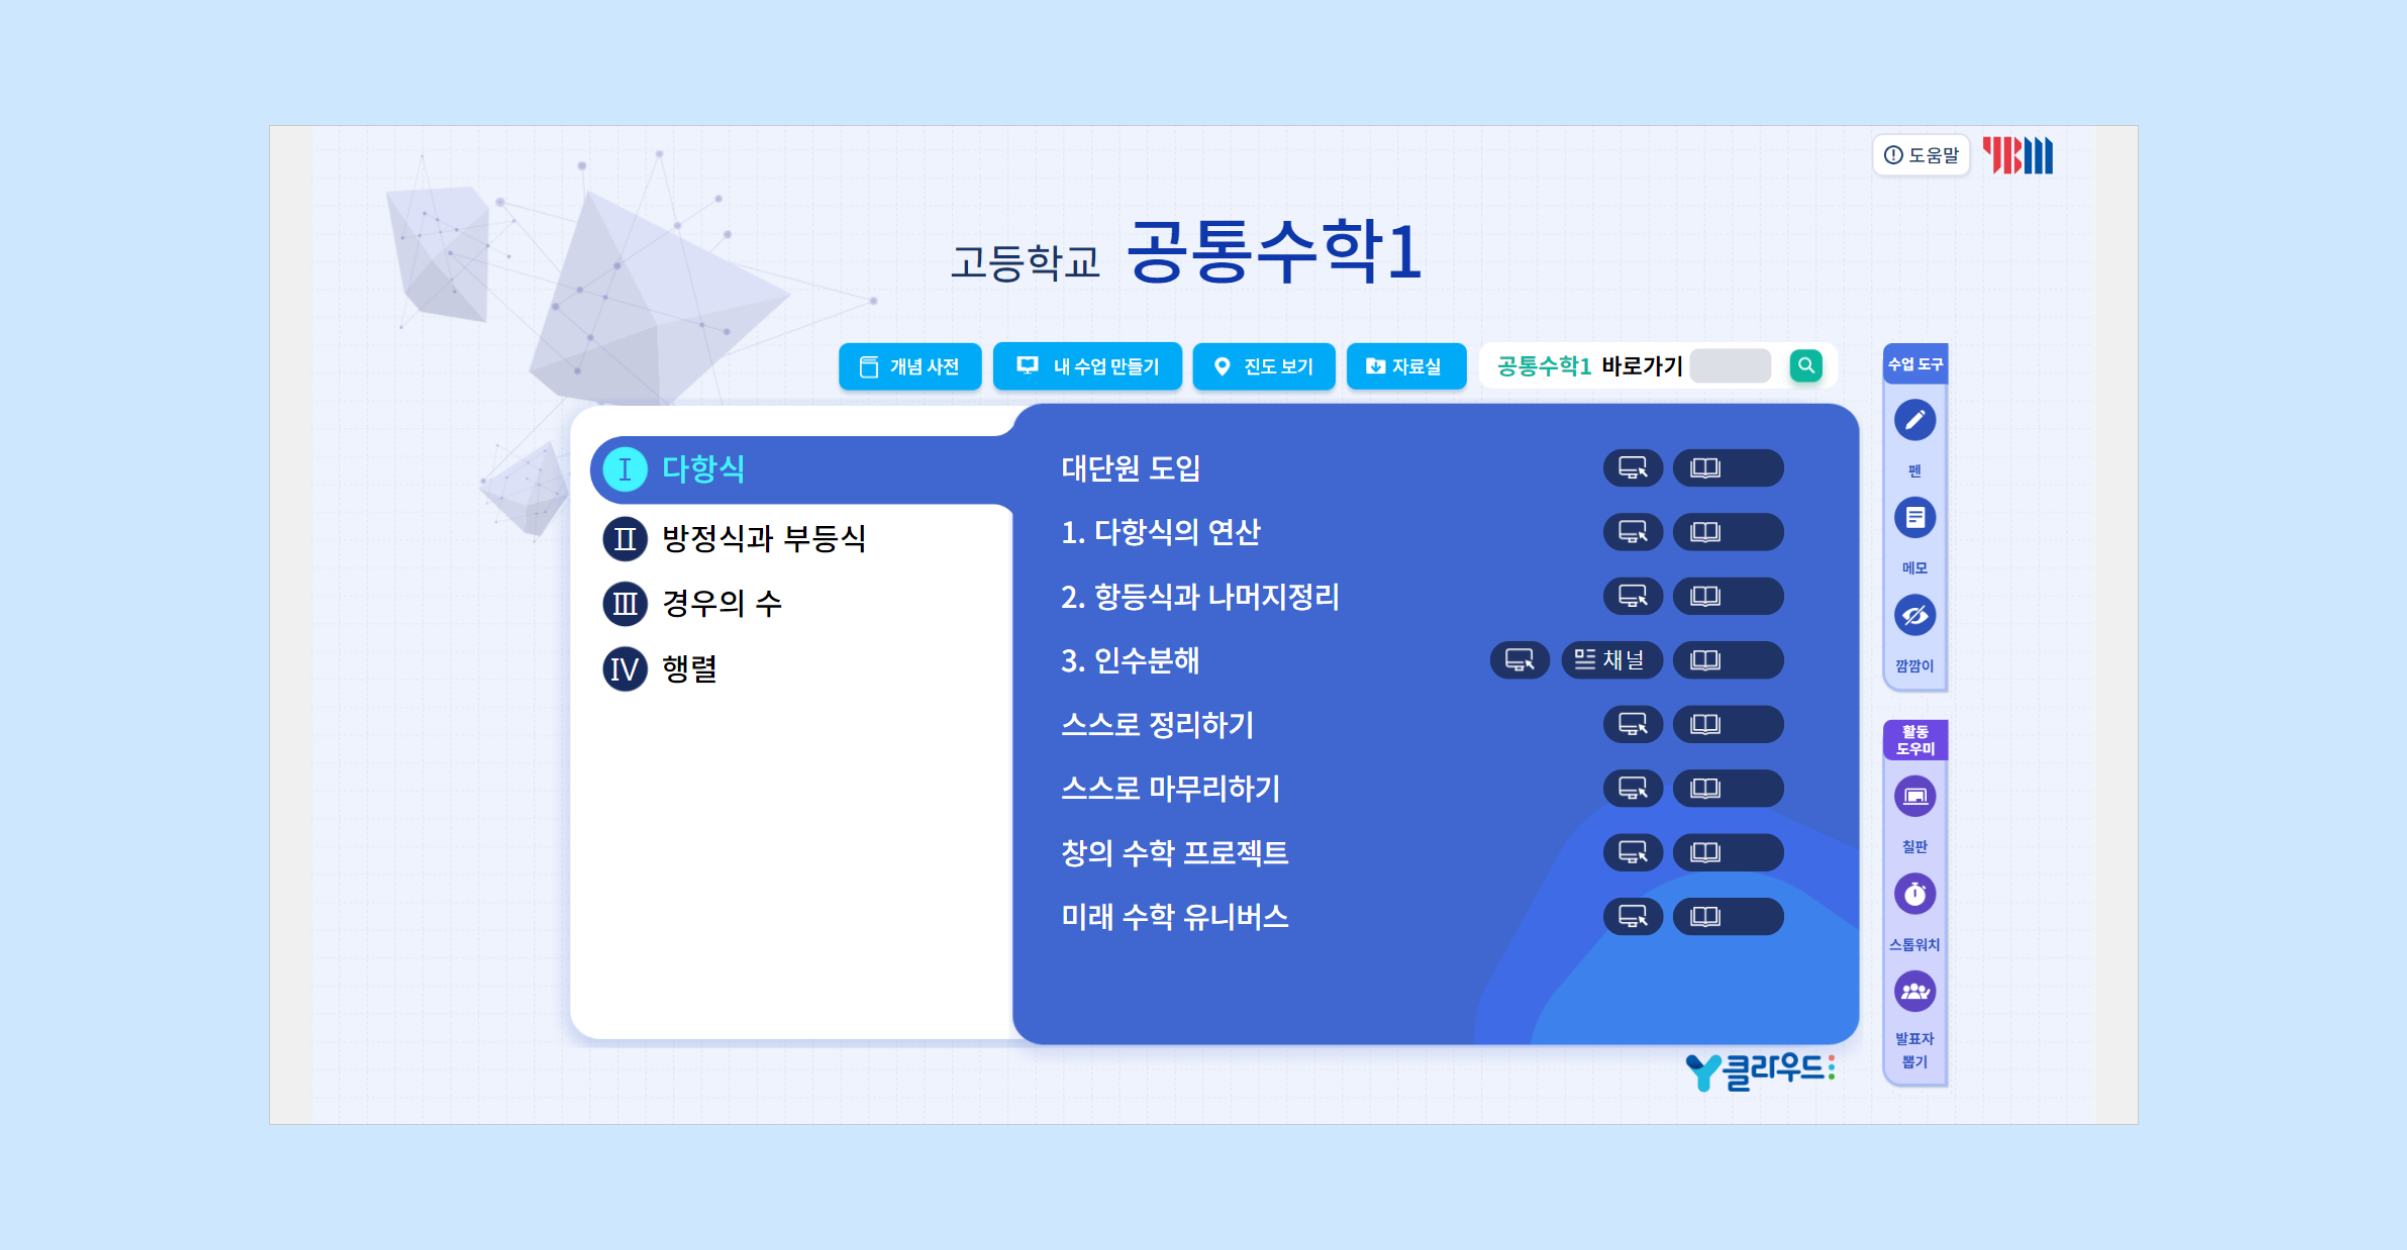 도움말
YBM
고등학교 공통수학1
개념 사전
내 수업 만들기
진도 보기
자료실
공통수학1 바로가기
Ⅰ 다항식
Ⅱ 방정식과 부등식
Ⅲ 경우의 수
Ⅳ 행렬
대단원 도입
1. 다항식의 연산
2. 항등식과 나머지정리
3. 인수분해
채널
스스로 정리하기
스스로 마무리하기
창의 수학 프로젝트
미래 수학 유니버스
수업 도구
펜
메모
깜깜이
활동
도우미
칠판
스톱워치
발표자
뽑기
Y클라우드